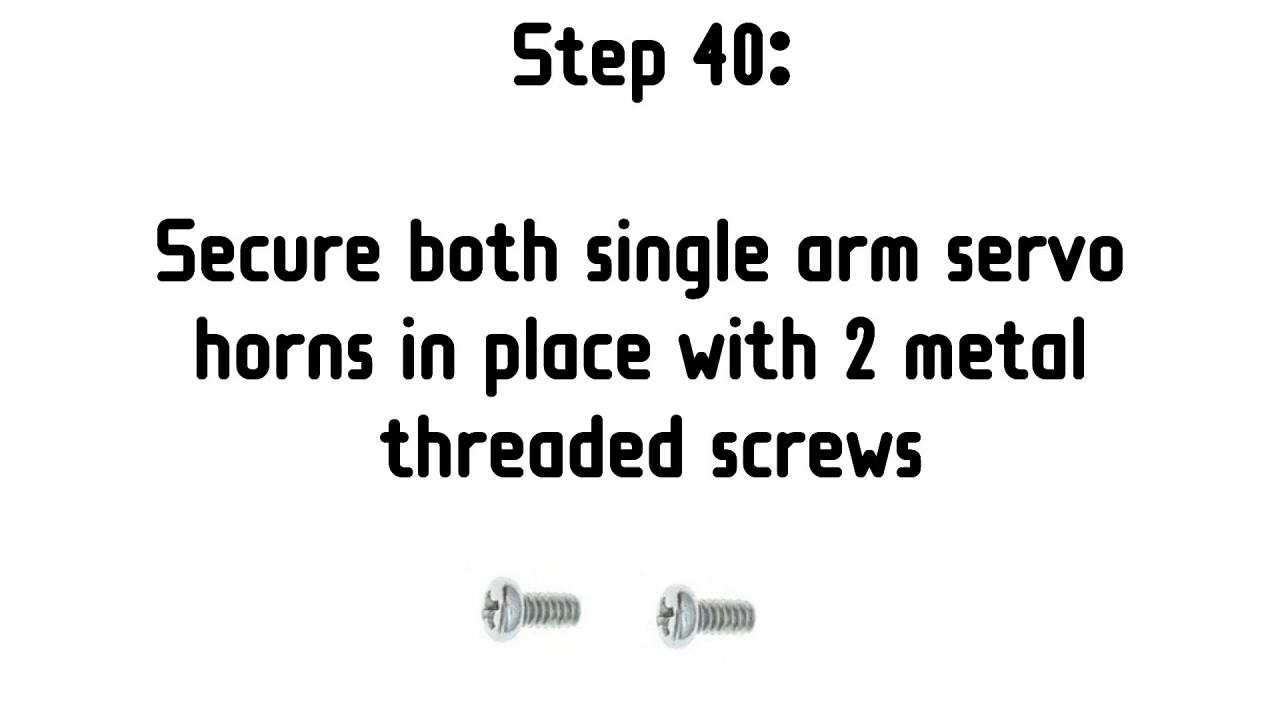 Step 40:
Secure both single arm servo
horns in place with 2 metal
threaded screws